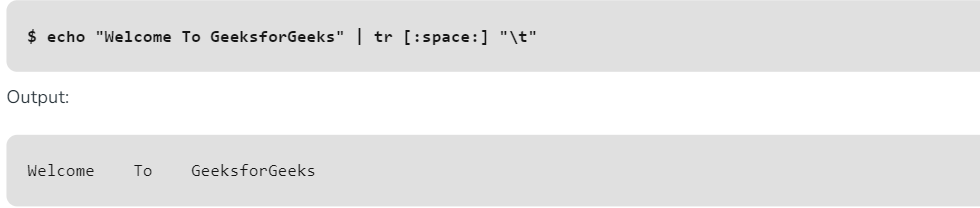 $ echo "Welcome To GeeksforGeeks" | tr [:space:] "\t"
Output:
Welcome    To    GeeksforGeeks